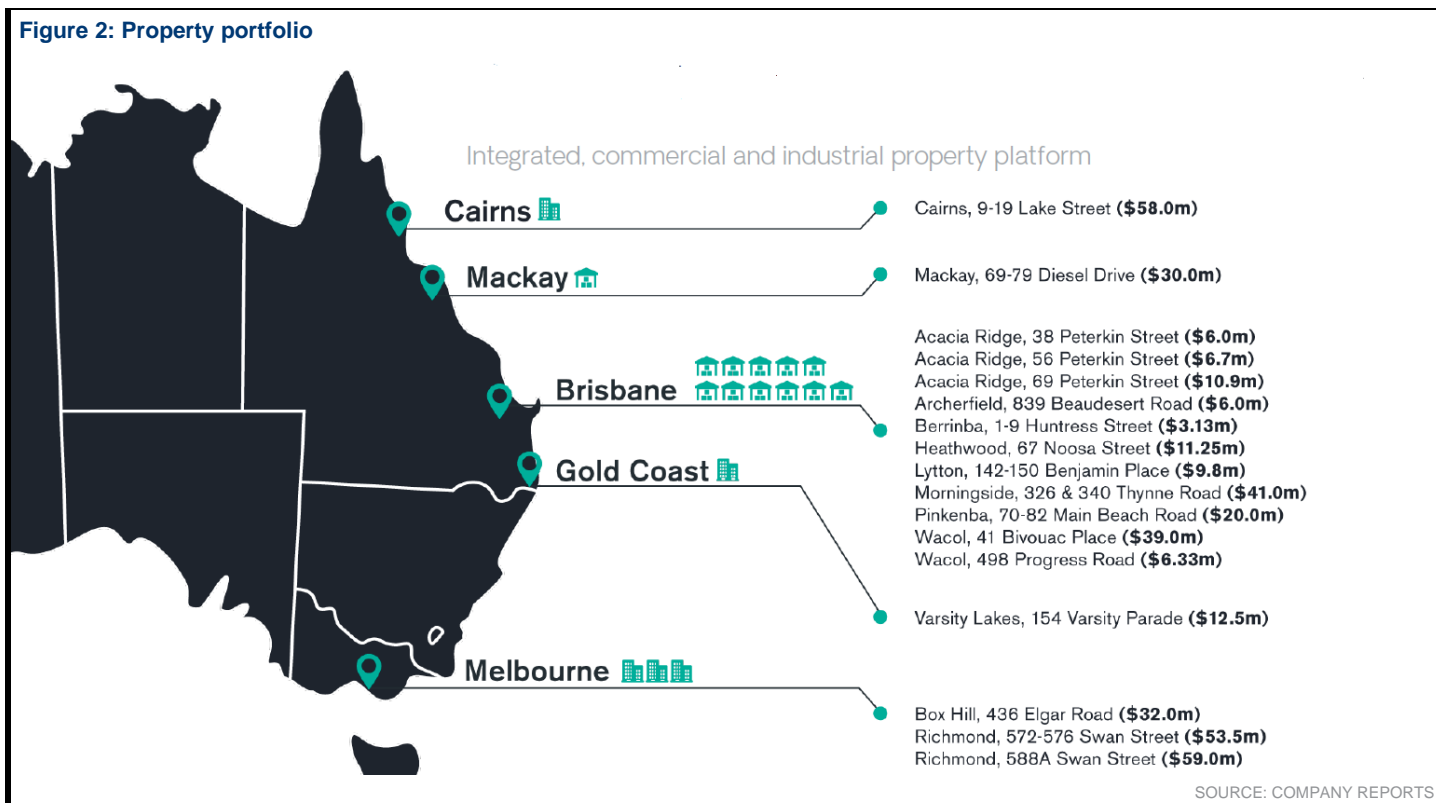 Figure 2: Property portfolio
Integrated, commercial and industrial property platform
Cairns
Cairns, 9-19 Lake Street ($58.0m)
Mackay
Mackay, 69-79 Diesel Drive ($30.0m)
Brisbane
Acacia Ridge, 38 Peterkin Street ($6.0m)
Acacia Ridge, 56 Peterkin Street ($6.7m)
Acacia Ridge, 69 Peterkin Street ($10.9m)
Archerfield, 839 Beaudesert Road ($6.0m)
Berrinba, 1-9 Huntress Street ($3.13m)
Heathwood, 67 Noosa Street ($11.25m)
Lytton, 142-150 Benjamin Place ($9.8m)
Morningside, 326 & 340 Thynne Road ($41.0m)
Pinkenba, 70-82 Main Beach Road ($20.0m)
Wacol, 41 Bivouac Place ($39.0m)
Wacol, 498 Progress Road ($6.33m)
Gold Coast
Varsity Lakes, 154 Varsity Parade ($12.5m)
Melbourne
Box Hill, 436 Elgar Road ($32.0m)
Richmond, 572-576 Swan Street ($53.5m)
Richmond, 588A Swan Street ($59.0m)
SOURCE: COMPANY REPORTS